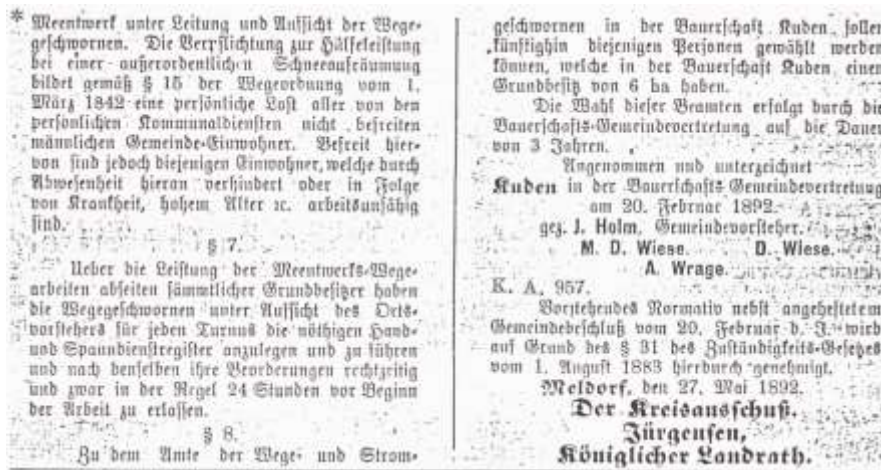 * Meentwerk unter Leitung und Aufsicht der Wege-
geschwornen. Die Verpflichtung zur Hülfeleistung
bei einer außerordentlichen Schneeaufräumung
bildet gemäß § 15 der Wegeordnung vom 1.
März 1842 eine persönliche Last aller von den
persönlichen Kommunaldiensten nicht befreiten
männlichen Gemeinde-Einwohner. Befreit hier-
von sind jedoch diejenigen Einwohner, welche durch
Abwesenheit hieran verhindert oder in Folge
von Krankheit, hohem Alter ꝛc. arbeitsunfähig
sind.
§ 7.
Ueber die Leistung der Meentwerks-Wege-
arbeiten abseiten sämmtlicher Grundbesitzer haben
die Wegegeschwornen unter Aufsicht des Orts-
vorstehers für jeden Turnus die nöthigen Hand-
und Spanndienstregister anzulegen und zu führen
und nach denselben ihre Beorderungen rechtzeitig
und zwar in der Regel 24 Stunden vor Beginn
der Arbeit zu erlassen.
§ 8.
Zu dem Amte der Wege- und Strom-
geschwornen in der Bauerschaft Kuden sollen
künftighin diejenigen Personen gewählt werden
können, welche in der Bauerschaft Kuden einen
Grundbesitz von 6 ha haben.
Die Wahl dieser Beamten erfolgt durch die
Bauerschafts-Gemeindevertretung auf die Dauer
von 3 Jahren.
Angenommen und unterzeichnet
Kuden in der Bauerschafts-Gemeindevertretung
am 20. Februar 1892.
gez. J. Holm, Gemeindevorsteher.
M. D. Wiese. D. Wiese.
A. Wrage.
K. A. 957.
Vorstehendes Normativ nebst angeheftetem
Gemeindebeschluß vom 20. Februar d. J. wird
auf Grund des § 31 des Zuständigkeits-Gesetzes
vom 1. August 1883 hierdurch genehmigt.
Meldorf, den 27. Mai 1892.
Der Kreisausschuß.
Jürgensen,
Königlicher Landrath.